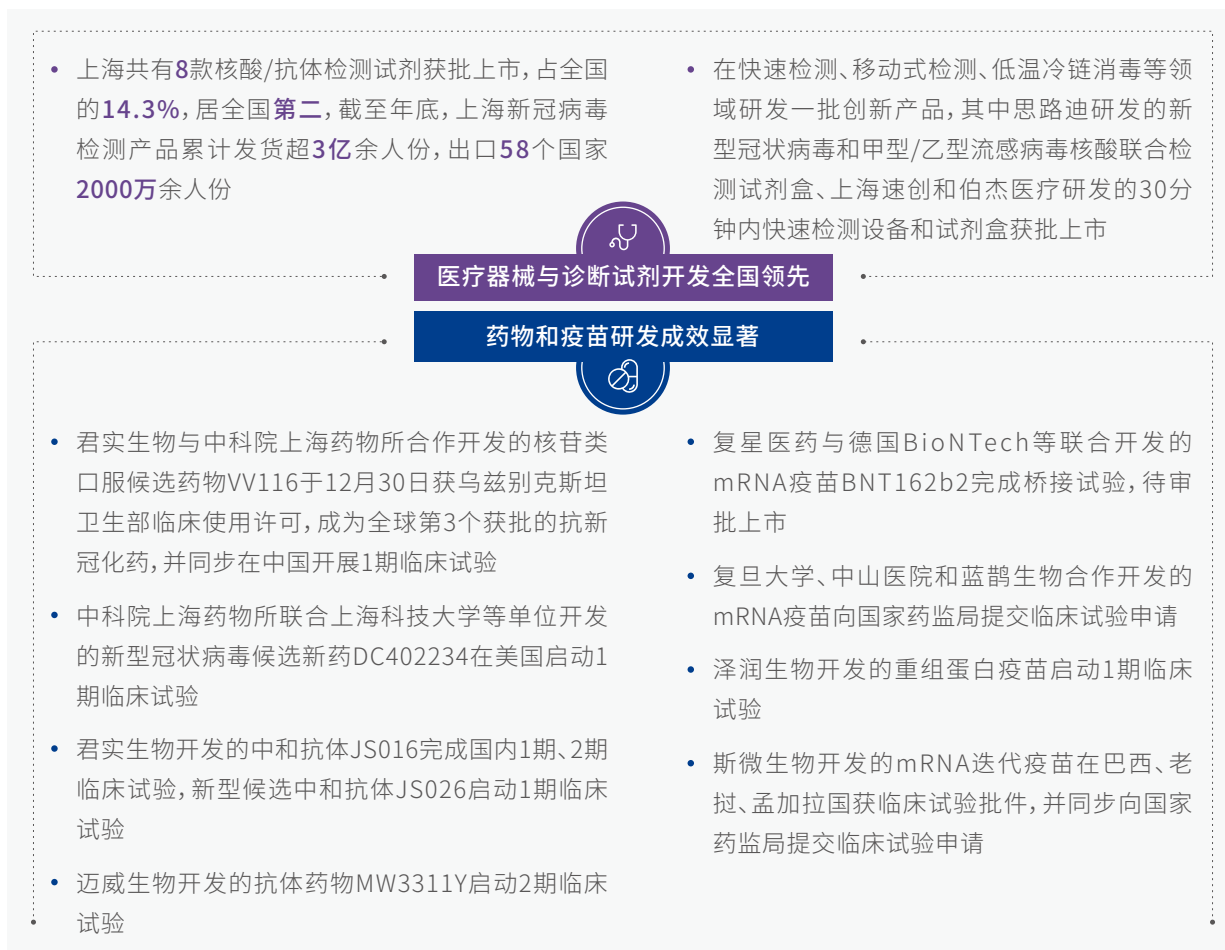 上海共有8款核酸/抗体检测试剂获批上市，占全国
的14.3%，居全国第二，截至年底，上海新冠病毒
检测产品累计发货超3亿余人份，出口58个国家
2000万余人份
在快速检测、移动式检测、低温冷链消毒等领
域研发一批创新产品，其中思路迪研发的新
型冠状病毒和甲型/乙型流感病毒核酸联合检
测试剂盒、上海速创和伯杰医疗研发的30分
钟内快速检测设备和试剂盒获批上市
医疗器械与诊断试剂开发全国领先
药物和疫苗研发成效显著
君实生物与中科院上海药物所合作开发的核苷类
口服候选药物VV116于12月30日获乌兹别克斯坦
卫生部临床使用许可，成为全球第3个获批的抗新
冠化药，并同步在中国开展1期临床试验
中科院上海药物所联合上海科技大学等单位开发
的新型冠状病毒候选新药DC402234在美国启动1
期临床试验
君实生物开发的中和抗体JS016完成国内1期、2期
临床试验，新型候选中和抗体JS026启动1期临床
试验
迈威生物开发的抗体药物MW3311Y启动2期临床
试验
复星医药与德国BioNTech等联合开发的
mRNA疫苗BNT162b2完成桥接试验，待审
批上市
复旦大学、中山医院和蓝鹊生物合作开发的
mRNA疫苗向国家药监局提交临床试验申请
泽润生物开发的重组蛋白疫苗启动1期临床
试验
斯微生物开发的mRNA迭代疫苗在巴西、老
挝、孟加拉国获临床试验批件，并同步向国家
药监局提交临床试验申请